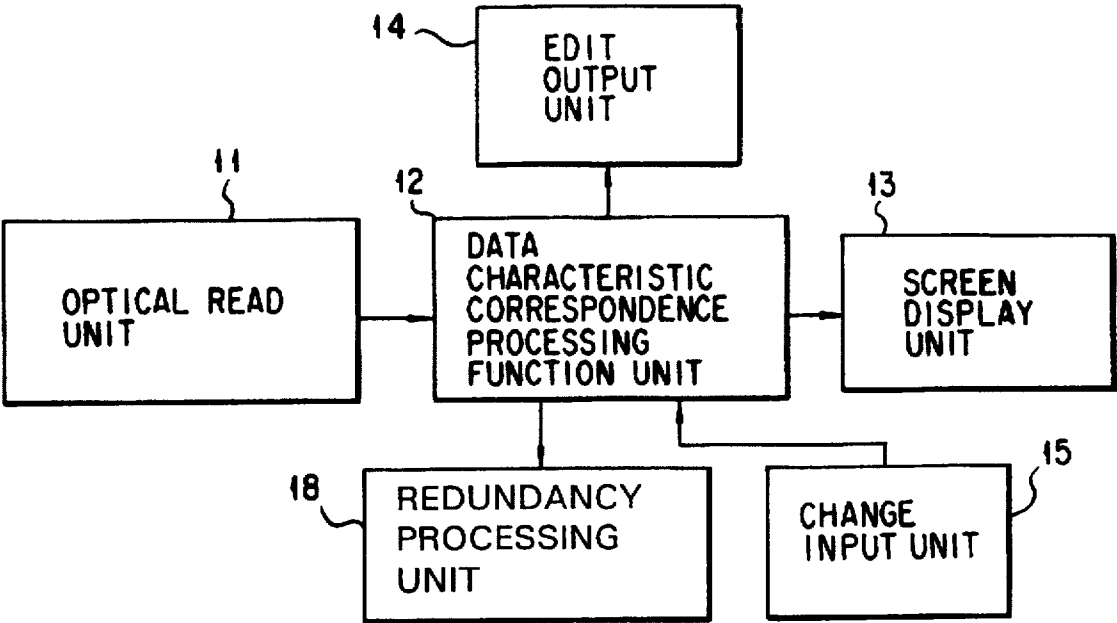 14
EDIT
OUTPUT
UNIT
11
OPTICAL READ
UNIT
12
DATA
CHARACTERISTIC
CORRESPONDENCE
PROCESSING
FUNCTION UNIT
13
SCREEN
DISPLAY
UNIT
18
REDUNDANCY
PROCESSING
UNIT
15
CHANGE
INPUT UNIT